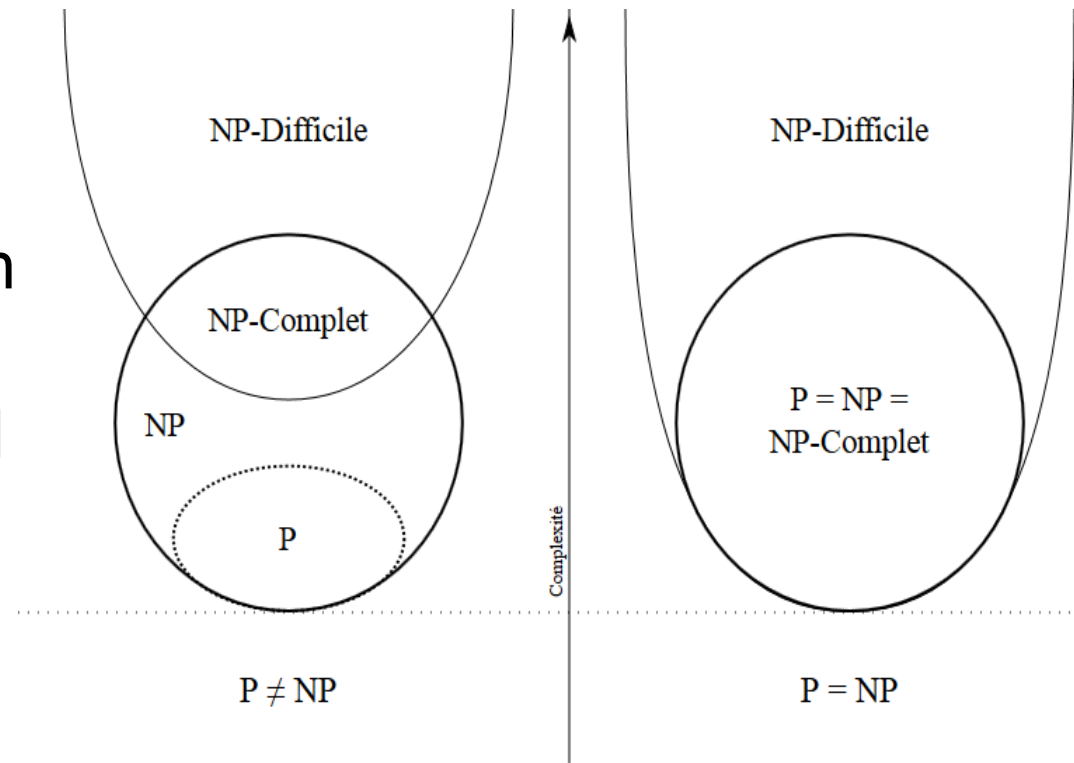 NP-Difficile
NP-Complet
NP
P
P ≠ NP
Complexité
NP-Difficile
P = NP =
NP-Complet
P = NP
n